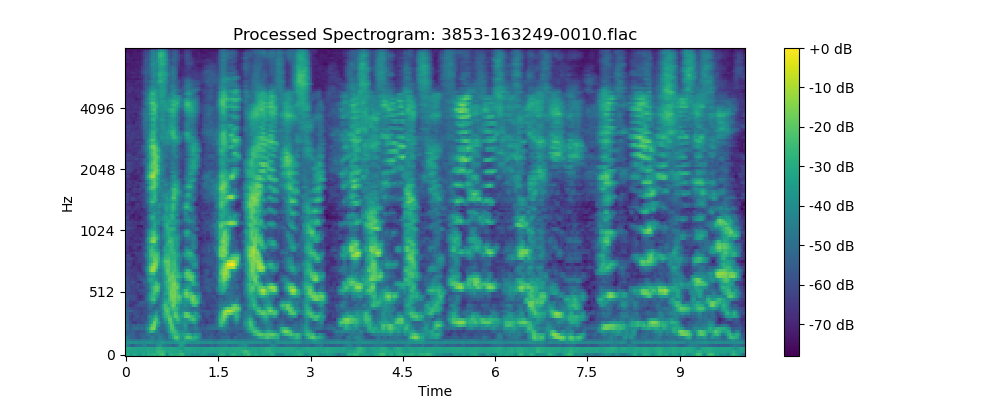 Processed Spectrogram: 3853-163249-0010.flac
Hz
4096
2048
1024
512
0
0 1.5 3 4.5 6 7.5 9
Time
+0 dB
-10 dB
-20 dB
-30 dB
-40 dB
-50 dB
-60 dB
-70 dB